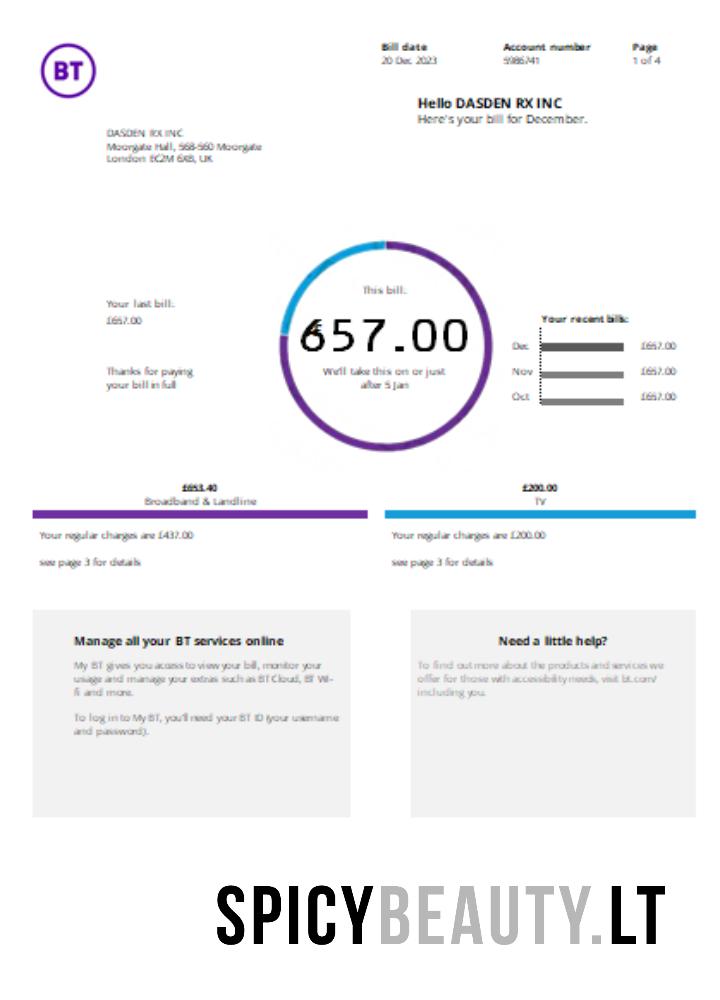 BT
Bill date Account number Page
20 Dec 2023 5986741 1 of 4
Hello DASDEN RX INC
Here's your bill for December.
DASDEN RX INC
Moorgate Hall, 568-560 Moorgate
London EC2M 6XB, UK
Your last bill:
£657.00
Thanks for paying
your bill in full
This bill:
657.00
We'll take this on or just
after 5 Jan
Your recent bills:
Dec £657.00
Nov £657.00
Oct £657.00
£653.40
Broadband & Landline
Your regular charges are £437.00
see page 3 for details
£200.00
TV
Your regular charges are £200.00
see page 3 for details
Manage all your BT services online
My BT gives you access to view your bill, monitor your
usage and manage your extras such as BT Cloud, BT Wi-
fi and more.
To log in to My BT, you'll need your BT ID (your username
and password).
Need a little help?
To find out more about the products and services we
offer for those with accessibility needs, visit bt.com/
including you.
SPICYBEAUTY.LT